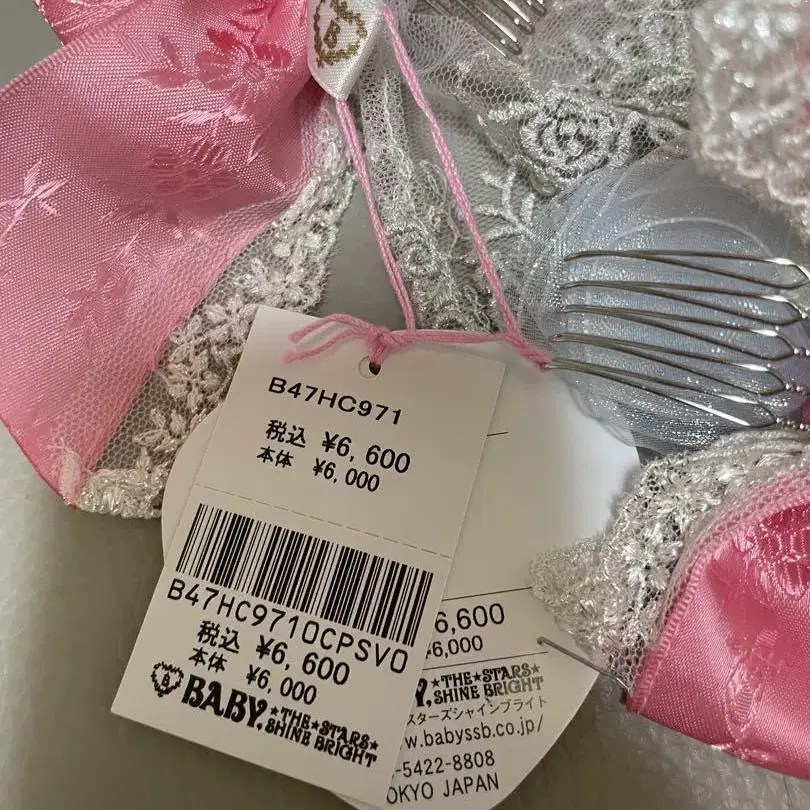 B47HC971
税込 ¥6,600
本体 ¥6,000
B47HC9710CPSV0
税込 ¥6,600
本体 ¥6,000
BABY, THE★STARS★
SHINE BRIGHT
6,600
6,000
Y, ★THE★STARS★
SHINE BRIGHT
スターズシャインブライト
w.babyssb.co.jp/
-5422-8808
OKYO JAPAN
B